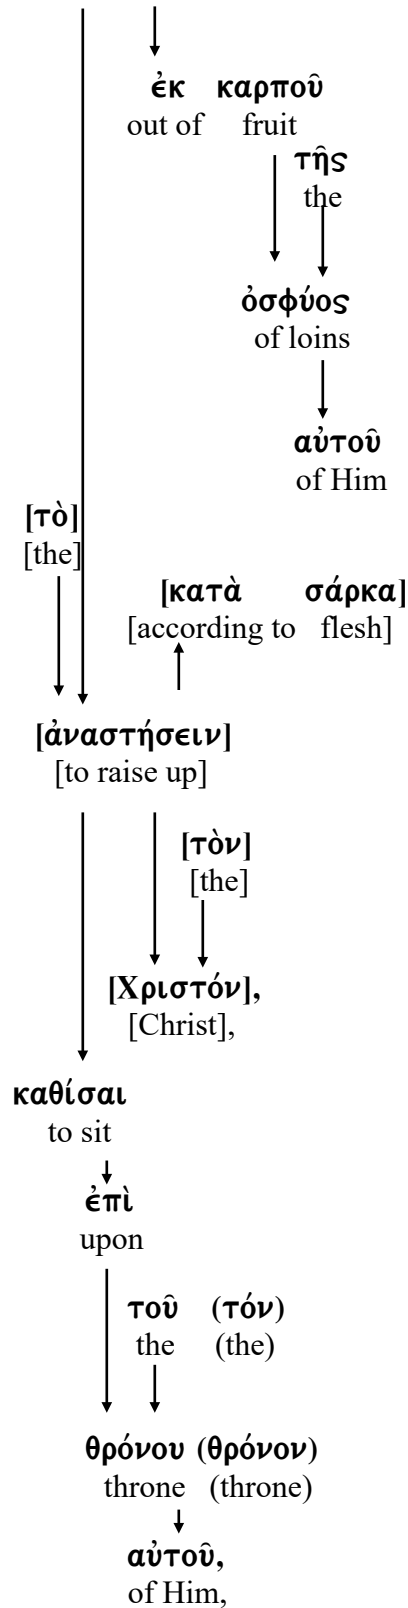 ἐκ καρποῦ
out of fruit
τῆς
the
ὀσφύος
of loins
αὐτοῦ
of Him
[τὸ]
[the]
[κατὰ σάρκα]
[according to flesh]
[ἀναστήσειν]
[to raise up]
[τὸν]
[the]
[Χριστόν],
[Christ],
καθίσαι
to sit
ἐπὶ
upon
τοῦ (τόν)
the (the)
θρόνου (θρόνον)
throne (throne)
αὐτοῦ,
of Him,